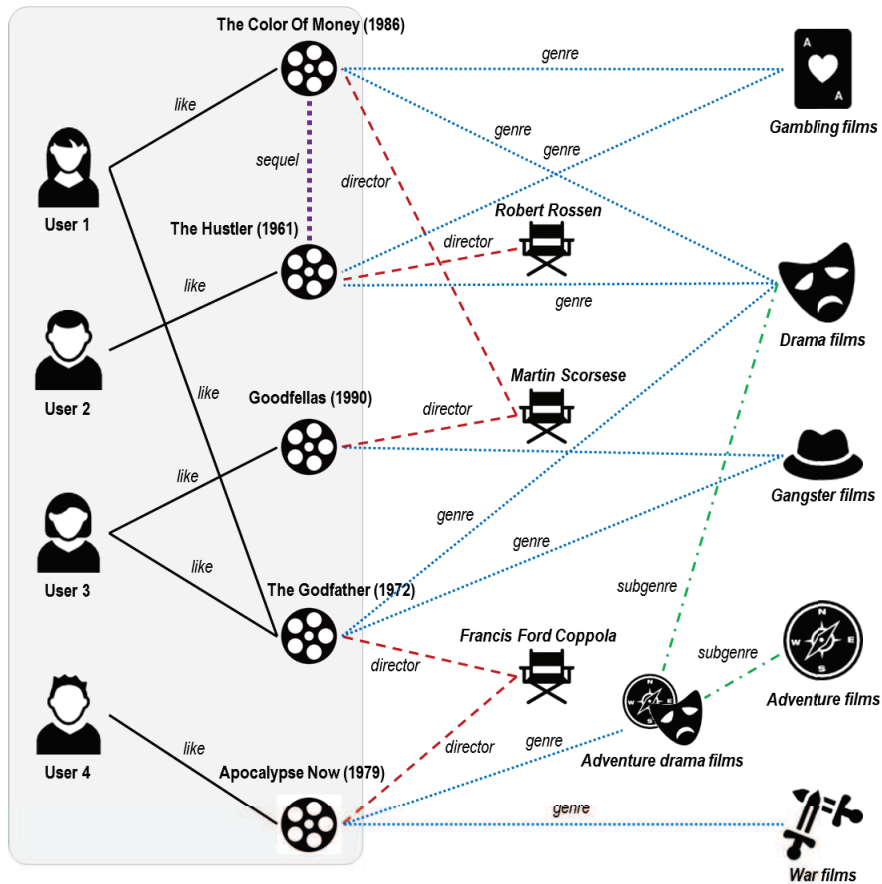 The Color Of Money (1986)
genre
A
A
Gambling films
like
genre
genre
sequel
director
User 1
Robert Rossen
The Hustler (1961)
director
like
genre
Drama films
User 2
Martin Scorsese
like
Goodfellas (1990)
director
like
Gangster films
genre
genre
like
User 3
The Godfather (1972)
subgenre
N
W
E
S
Francis Ford Coppola
director
subgenre
N
W
S
Adventure films
director
genre
Adventure drama films
like
User 4
Apocalypse Now (1979)
genre
War films